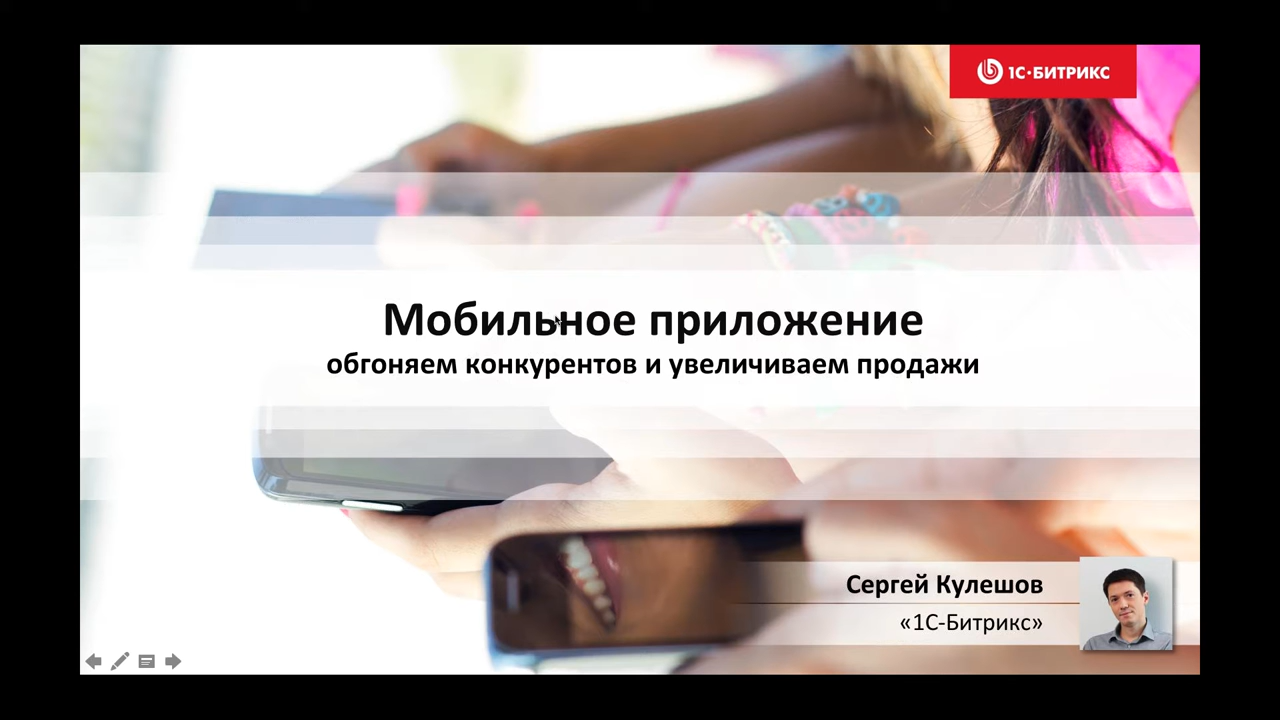 1С-БИТРИКС
Мобильное приложение
обгоняем конкурентов и увеличиваем продажи
Сергей Кулешов
«1С-Битрикс»